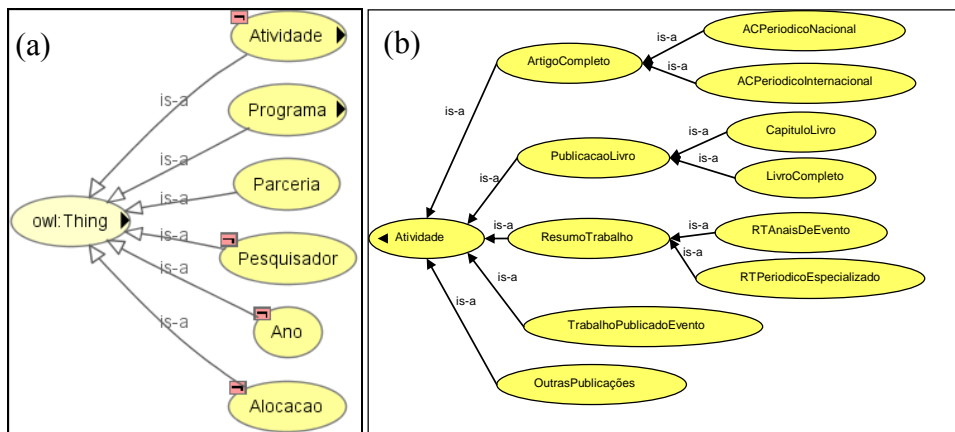 (a)
Atividade
is-a
Programa
is-a
Parceria
is-a
owl:Thing
is-a
Pesquisador
is-a
Ano
is-a
Alocacao
(b)
ACPeriodicoNacional
is-a
ArtigoCompleto
is-a
ACPeriodicoInternacional
is-a
CapituloLivro
is-a
PublicacaoLivro
is-a
LivroCompleto
is-a
RTAnaisDeEvento
is-a
Atividade
is-a
ResumoTrabalho
is-a
RTPeriodicoEspecializado
is-a
TrabalhoPublicadoEvento
is-a
OutrasPublicações